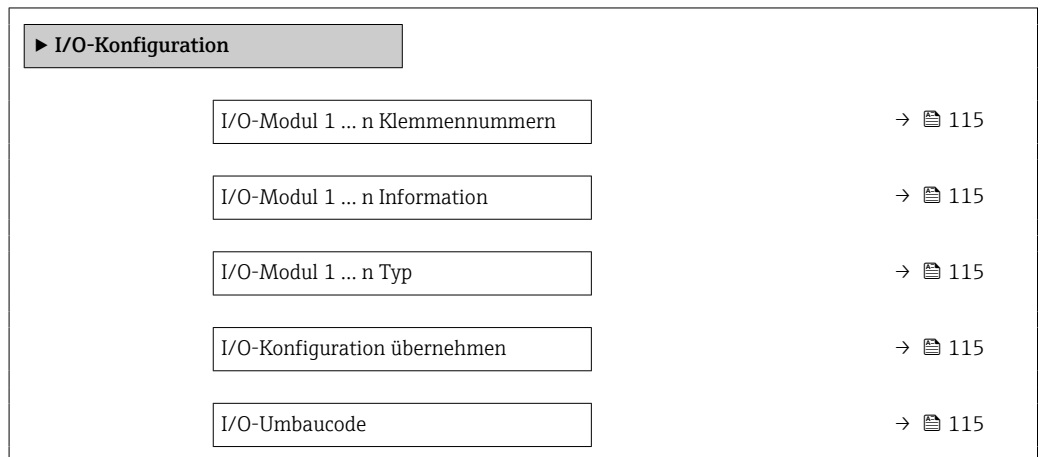 ▶ I/O-Konfiguration
I/O-Modul 1 … n Klemmennummern → 115
I/O-Modul 1 … n Information → 115
I/O-Modul 1 … n Typ → 115
I/O-Konfiguration übernehmen → 115
I/O-Umbaucode → 115